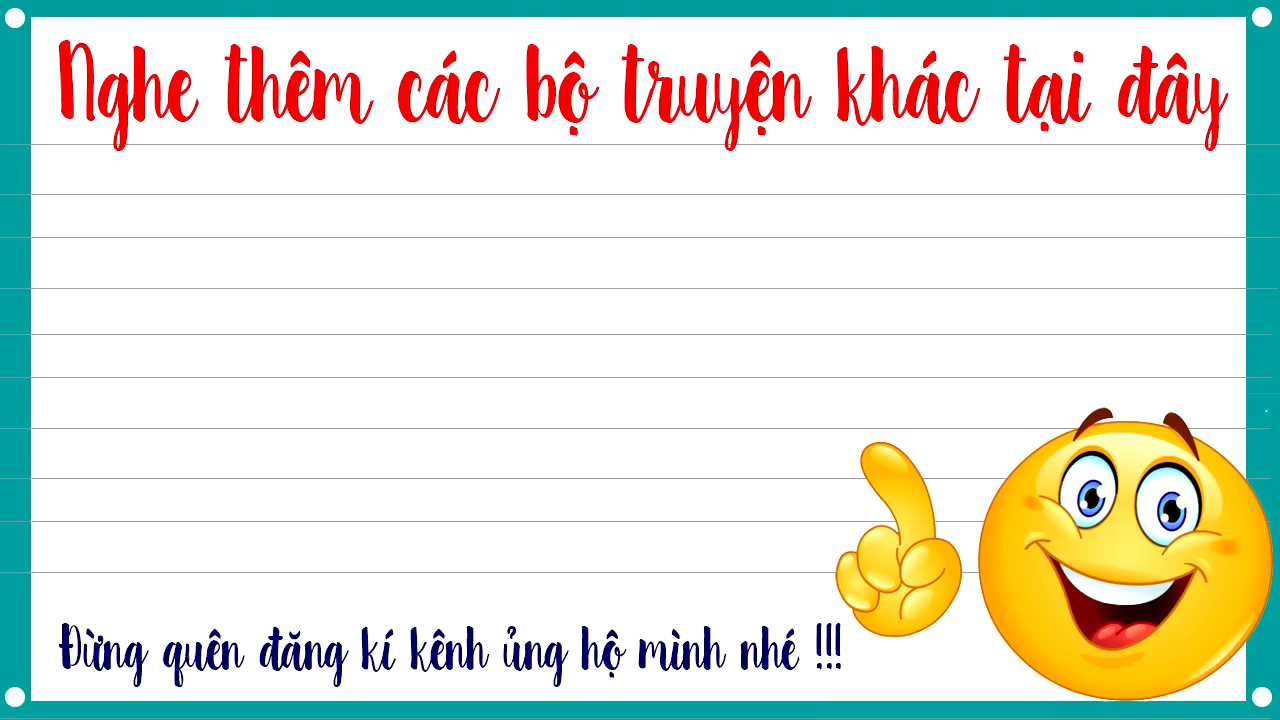 Nghe thêm các bộ truyện khác tại đây
Đừng quên đăng kí kênh ủng hộ mình nhé !!!